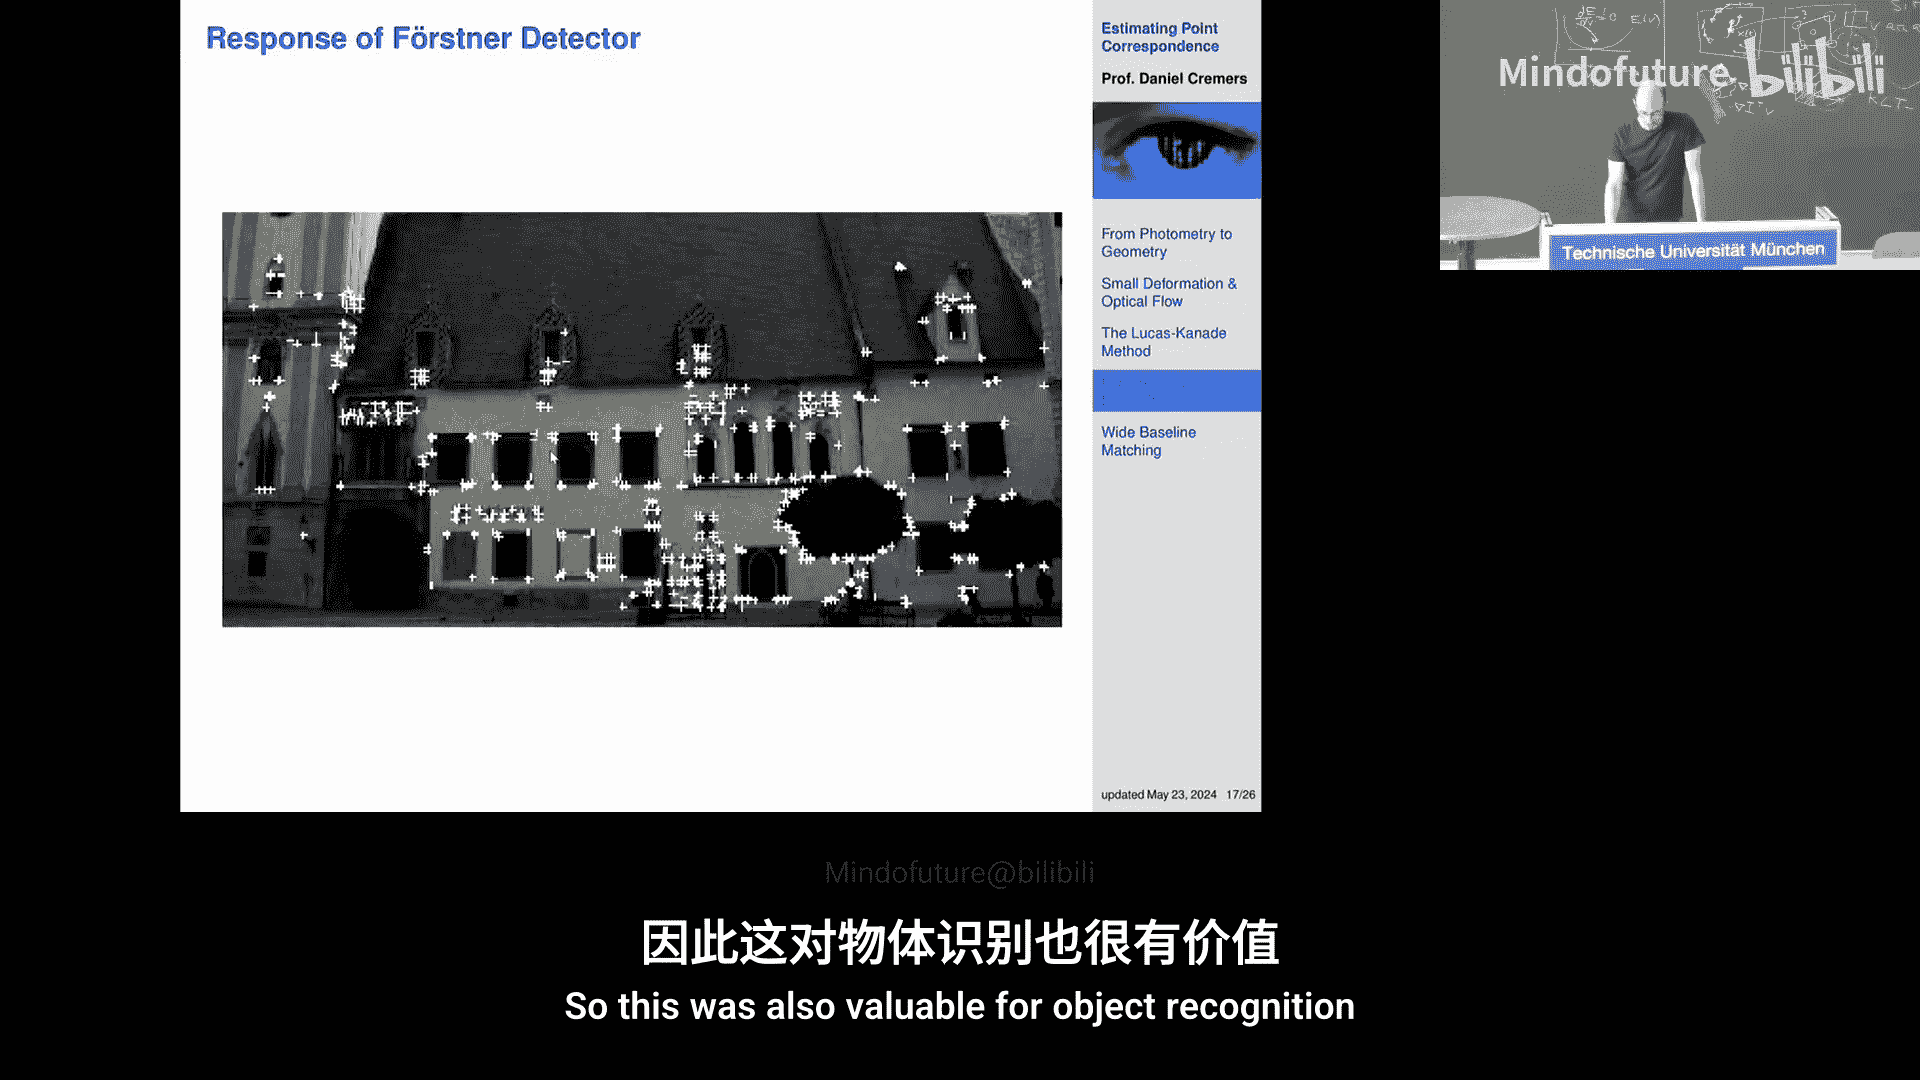 Response of Förstner Detector
Estimating Point
Correspondence
Prof. Daniel Cremers
From Photometry to
Geometry
Small Deformation &
Optical Flow
The Lucas-Kanade
Method
Wide Baseline
Matching
updated May 23, 2024 17/26
Mindofuture bilibili
E(v)
KLT
Technische Universität München
Mindofuture@bilibili
因此这对物体识别也很有价值
So this was also valuable for object recognition